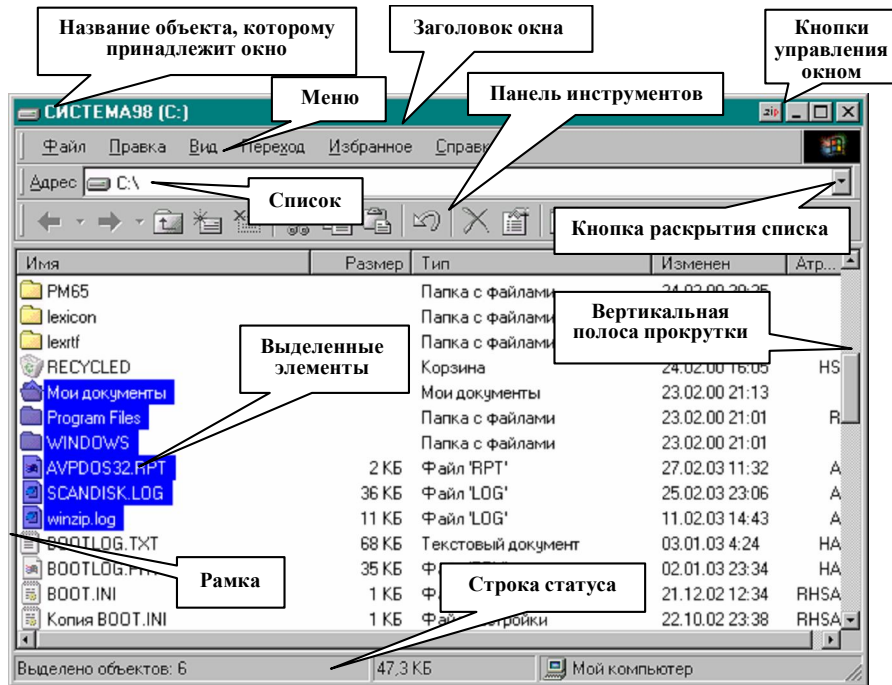 Название объекта, которому
принадлежит окно
Заголовок окна
Кнопки
управления
окном
Меню
Панель инструментов
СИСТЕМА98 (C:)
zip
Файл Правка Вид Переход Избранное
Адрес C:\
Список
Кнопка раскрытия списка
Имя Размер Тип Изменен Атр...
PM65 Папка с файлами
lexicon Папка с файлами
lexrtf Папка с файлами
Вертикальная
полоса прокрутки
Выделенные
элементы
RECYCLED Корзина 24.02.00 16:05 HS
Мои документы Мои документы 23.02.00 21:13
Program Files Папка с файлами 23.02.00 21:01 R
WINDOWS Папка с файлами 23.02.00 21:01
AVPDOS32.RPT 2 КБ Файл 'RPT' 27.02.03 11:32 A
SCANDISK.LOG 36 КБ Файл 'LOG' 25.02.03 23:06 A
winzip.log 11 КБ Файл 'LOG' 11.02.03 14:43 A
BOOTLOG.TXT 68 КБ Текстовый документ 03.01.03 4:24 HA
35 КБ 02.01.03 23:34 HA
Рамка
Строка статуса
BOOT.INI 1 КБ 21.12.02 12:34 RHSA
Копия BOOT.INI 1 КБ 22.10.02 23:38 RHSA
Выделено объектов: 6 47,3 КБ Мой компьютер